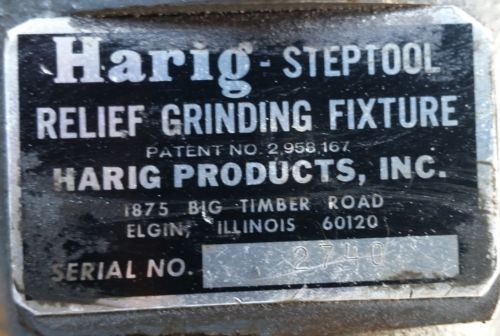 Harig - STEPTOOL
RELIEF GRINDING FIXTURE
PATENT NO. 2,958,167
HARIG PRODUCTS, INC.
1875 BIG TIMBER ROAD
ELGIN, ILLINOIS 60120
SERIAL NO. 2740